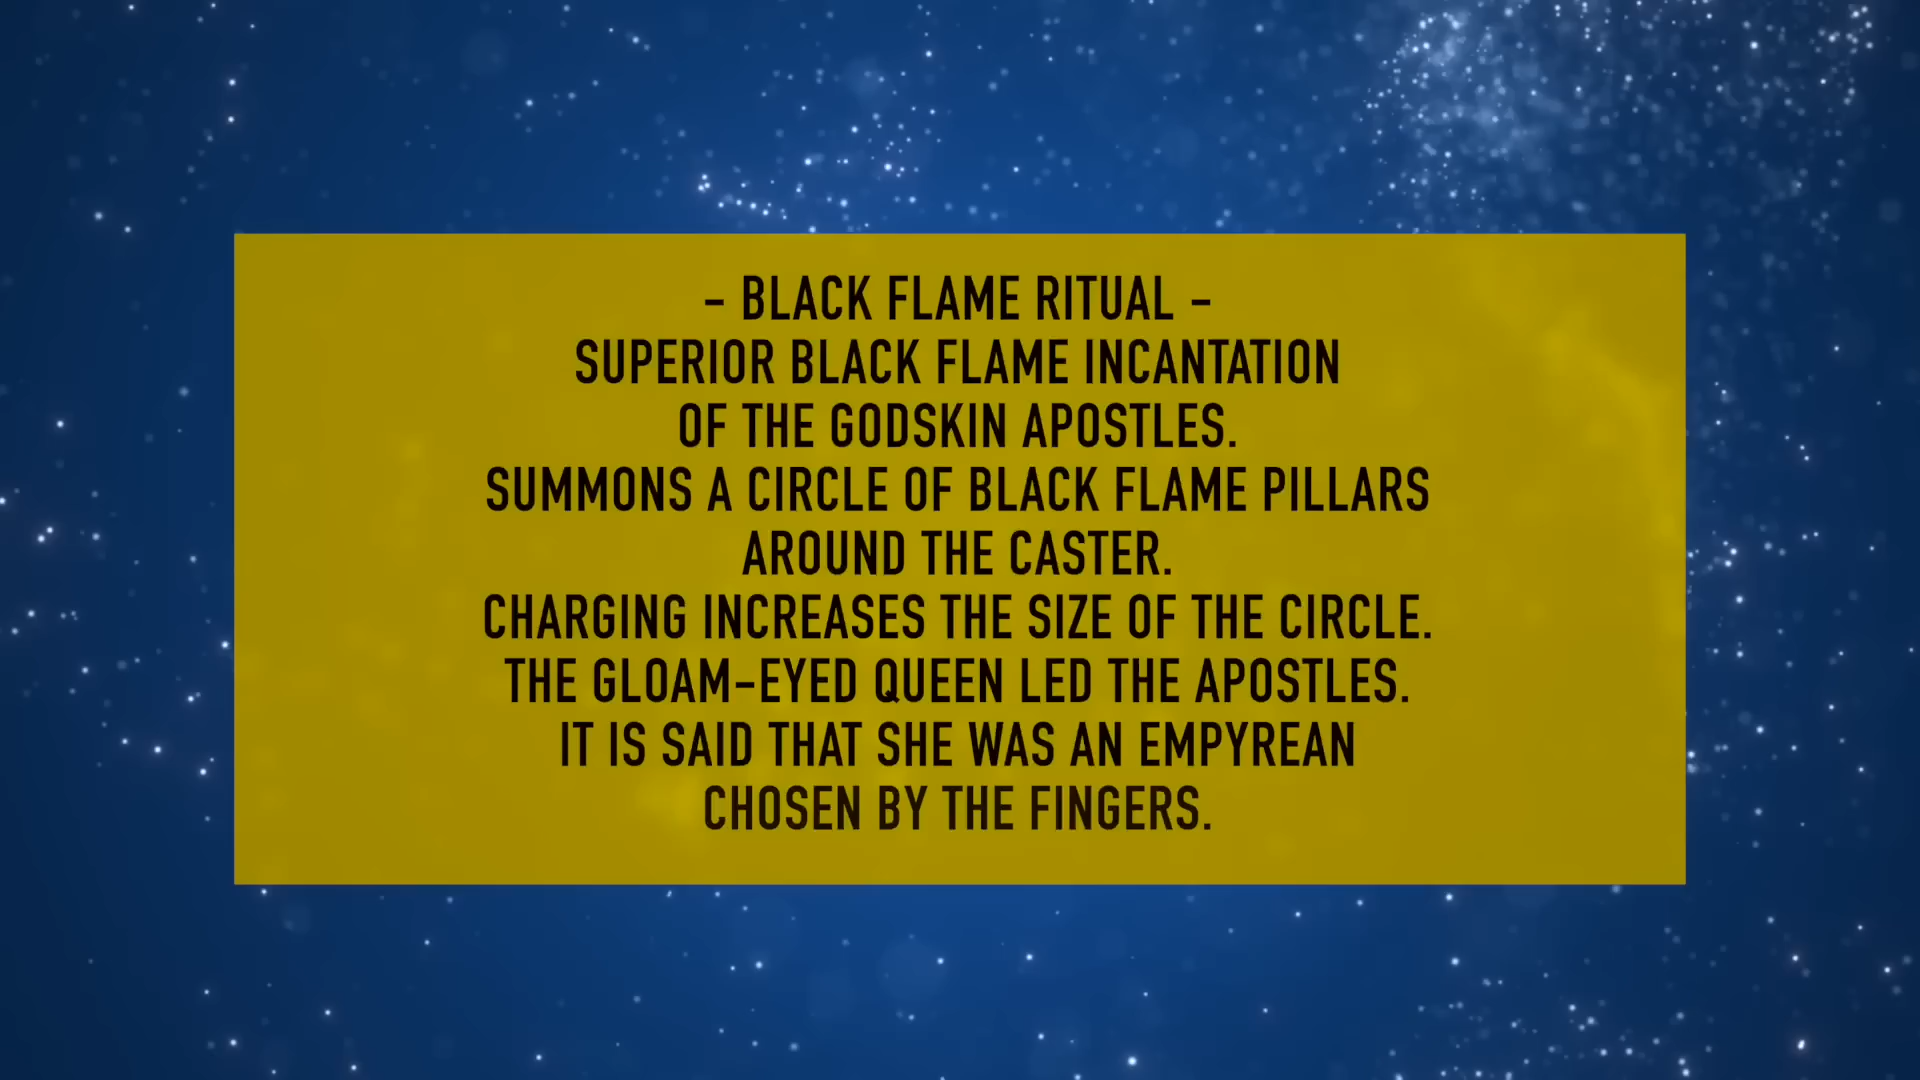 - BLACK FLAME RITUAL -
SUPERIOR BLACK FLAME INCANTATION
OF THE GODSKIN APOSTLES.
SUMMONS A CIRCLE OF BLACK FLAME PILLARS
AROUND THE CASTER.
CHARGING INCREASES THE SIZE OF THE CIRCLE.
THE GLOAM-EYED QUEEN LED THE APOSTLES.
IT IS SAID THAT SHE WAS AN EMPYREAN
CHOSEN BY THE FINGERS.